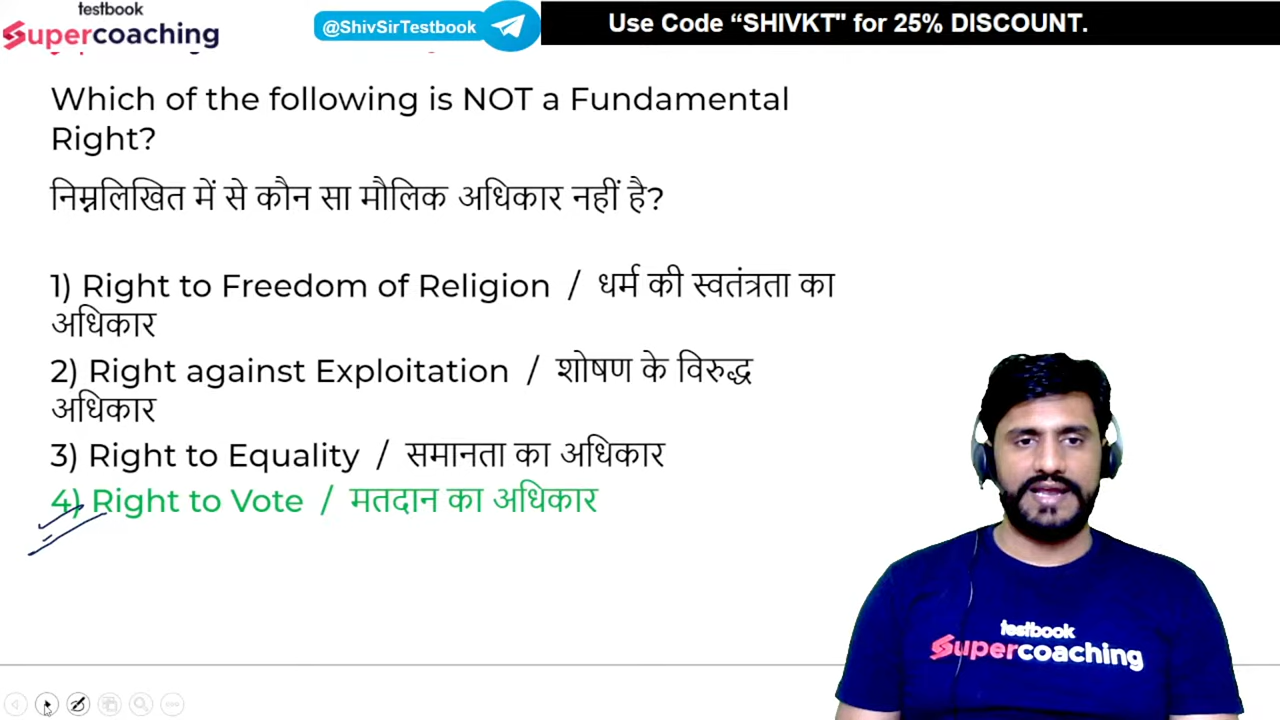 testbook
Supercoaching
@ShivSirTestbook
Use Code “SHIVKT" for 25% DISCOUNT.
Which of the following is NOT a Fundamental
Right?
निम्नलिखित में से कौन सा मौलिक अधिकार नहीं है?
1) Right to Freedom of Religion / धर्म की स्वतंत्रता का
अधिकार
2) Right against Exploitation / शोषण के विरुद्ध
अधिकार
3) Right to Equality / समानता का अधिकार
4) Right to Vote / मतदान का अधिकार
testbook
Supercoaching